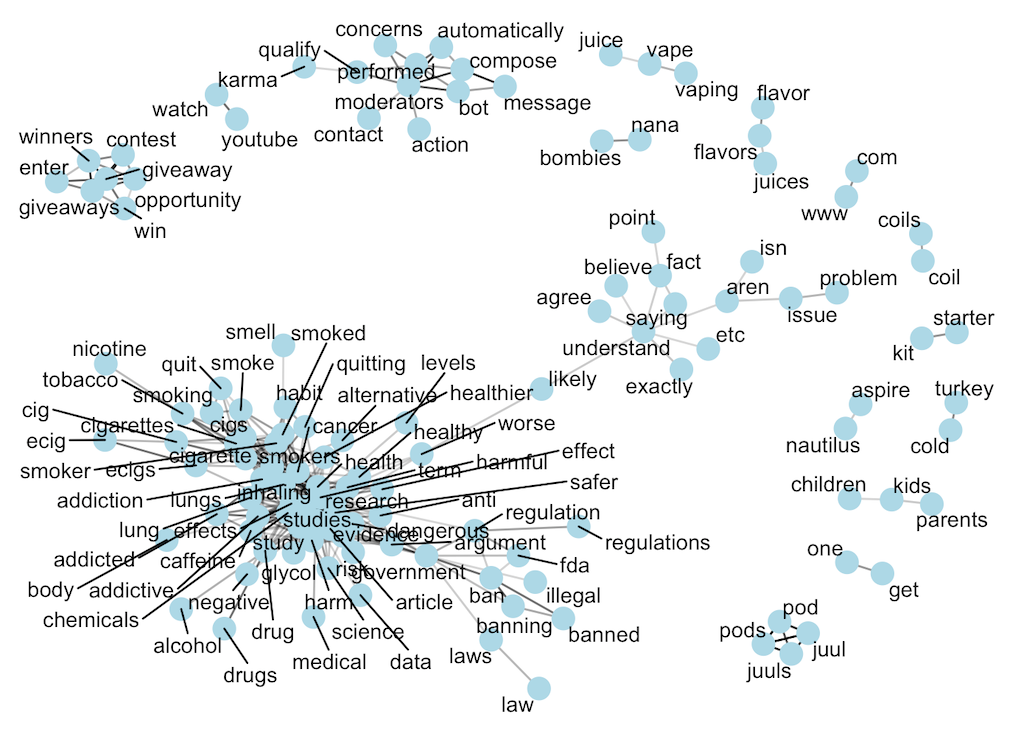 concerns
automatically
qualify
juice
vape
karma
performed
compose
vaping
flavor
watch
moderators
bot
message
winners
contest
youtube
contact
action
nana
bombies
flavors
enter
giveaway
juices
com
giveaways
opportunity
www
win
point
coils
isn
believe
fact
aren
problem
coil
agree
saying
issue
starter
understand
etc
kit
smell
smoked
nicotine
quit
smoke
quitting
levels
likely
exactly
tobacco
smoking
habit
alternative
healthier
aspire
turkey
cig
cigarettes
cigs
cancer
healthy
worse
nautilus
cold
ecig
cigarette
smokers
health
term
harmful
effect
smoker
ecigs
safer
addiction
lungs
inhaling
research
anti
children
kids
regulation
parents
lung
effects
studies
evidence
dangerous
argument
regulations
addicted
caffeine
study
glycol
risk
government
fda
one
get
body
addictive
negative
harm
article
ban
illegal
chemicals
drug
science
banning
banned
pod
alcohol
medical
data
laws
pods
juul
drugs
juuls
law